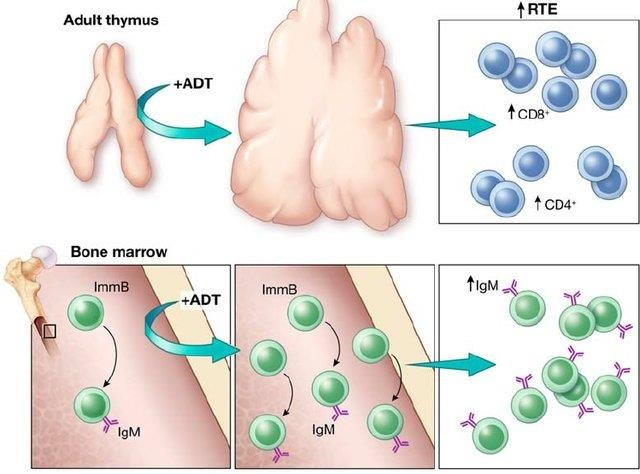 Adult thymus
+ADT
↑RTE
↑CD8⁺
↑CD4⁺
Bone marrow
ImmB
IgM
+ADT
ImmB
IgM
↑IgM